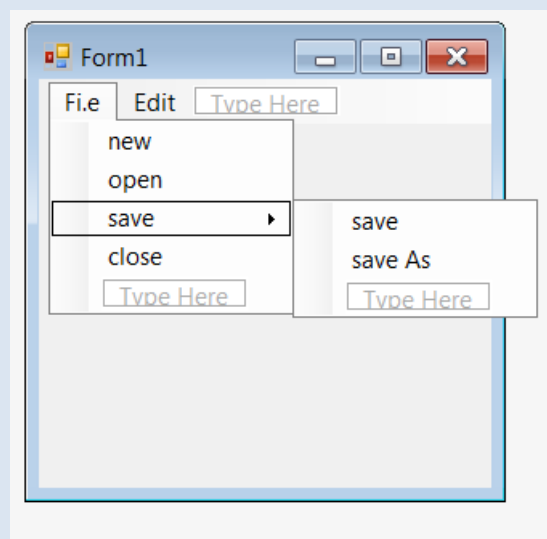 Form1
Fi.e Edit Type Here
new
open
save
close
Type Here
save
save As
Type Here